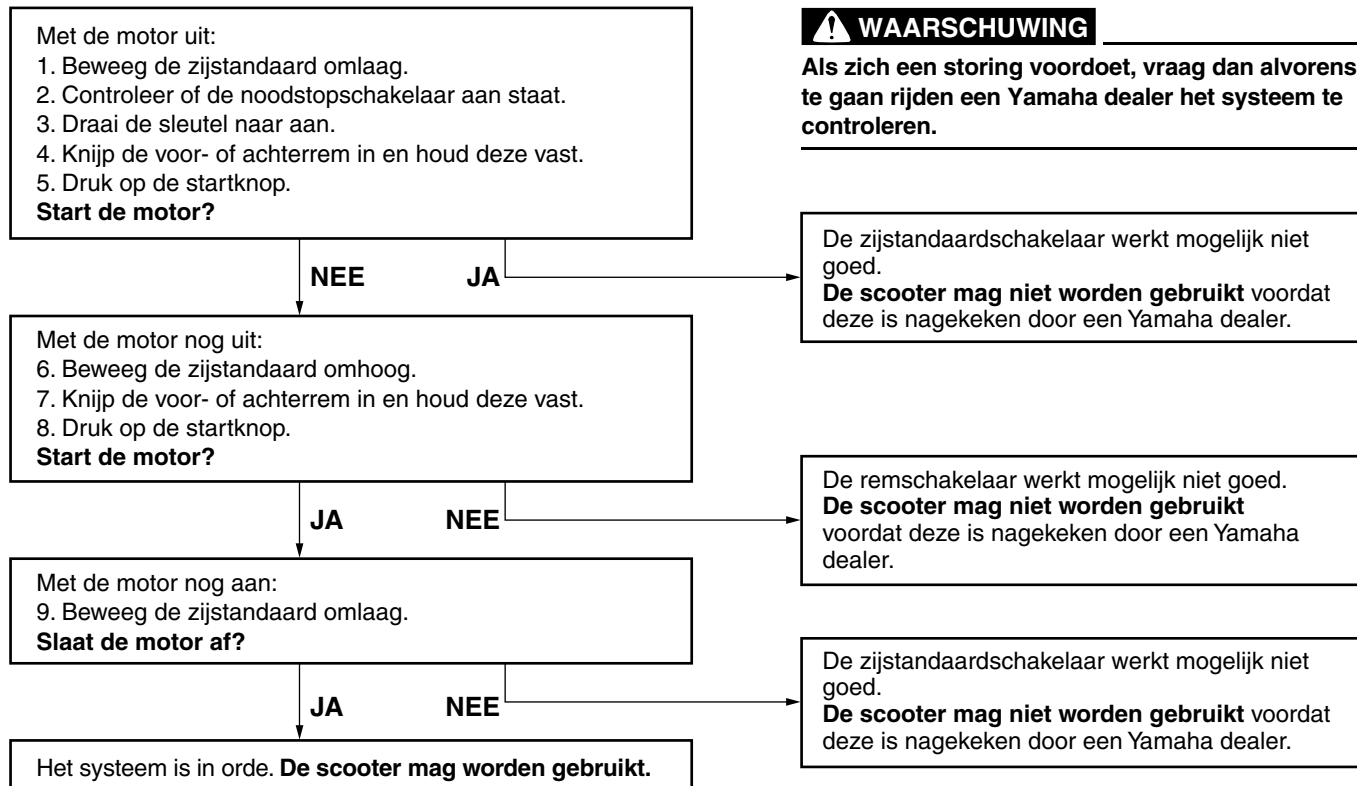 Met de motor uit:
1. Beweeg de zijstandaard omlaag.
2. Controleer of de noodstopschakelaar aan staat.
3. Draai de sleutel naar aan.
4. Knijp de voor- of achterrem in en houd deze vast.
5. Druk op de startknop.
Start de motor?
WAARSCHUWING
Als zich een storing voordoet, vraag dan alvorens
te gaan rijden een Yamaha dealer het systeem te
controleren.
NEE
JA
De zijstandaardschakelaar werkt mogelijk niet
goed.
De scooter mag niet worden gebruikt voordat
deze is nagekeken door een Yamaha dealer.
Met de motor nog uit:
6. Beweeg de zijstandaard omhoog.
7. Knijp de voor- of achterrem in en houd deze vast.
8. Druk op de startknop.
Start de motor?
JA
NEE
De remschakelaar werkt mogelijk niet goed.
De scooter mag niet worden gebruikt
voordat deze is nagekeken door een Yamaha
dealer.
Met de motor nog aan:
9. Beweeg de zijstandaard omlaag.
Slaat de motor af?
JA
NEE
De zijstandaardschakelaar werkt mogelijk niet
goed.
De scooter mag niet worden gebruikt voordat
deze is nagekeken door een Yamaha dealer.
Het systeem is in orde. De scooter mag worden gebruikt.